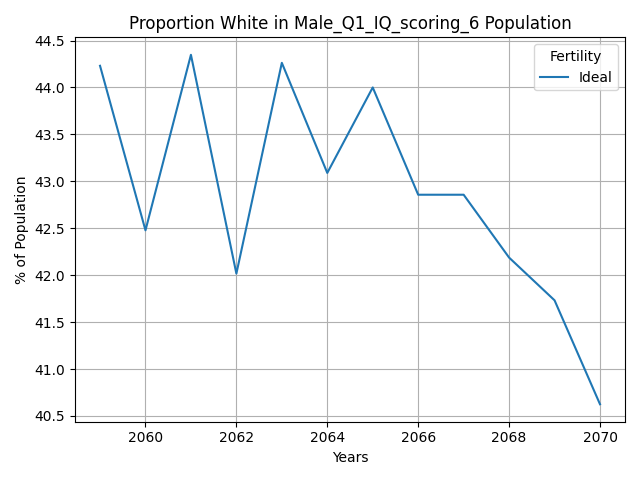 Proportion White in Male_Q1_IQ_scoring_6 Population
44.5
44.0
43.5
43.0
42.5
42.0
41.5
41.0
40.5
% of Population
Fertility
Ideal
2060 2062 2064 2066 2068 2070
Years